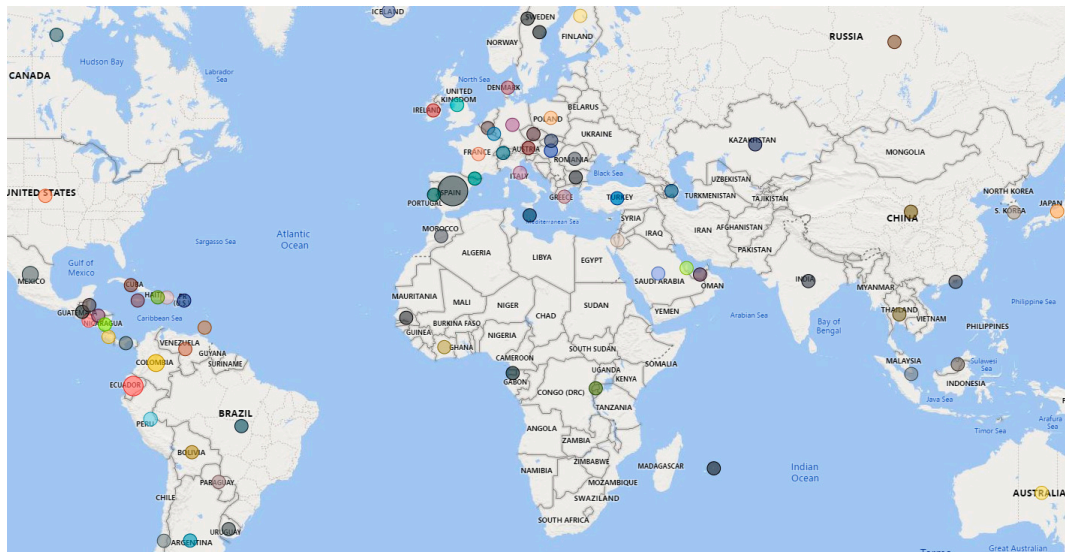 ICELAND
SWEDEN
NORWAY
FINLAND
RUSSIA
Hudson Bay
CANADA
Labrador
Sea
North Sea
DENMARK
UNITED
KINGDOM
IRELAND
BELARUS
POLAND
UKRAINE
KAZAKHSTAN
MONGOLIA
FRANCE
AUSTRIA
ROMANIA
Black Sea
ITALY
UZBEKISTAN
UNITED STATES
SPAIN
PORTUGAL
GREECE
TURKEY
TURKMENISTAN
TAJIKISTAN
NORTH KOREA
S. KOREA
JAPAN
CHINA
Mediterranean Sea
SYRIA
IRAQ
IRAN
AFGHANISTAN
PAKISTAN
Atlantic
Ocean
Sargasso Sea
MOROCCO
ALGERIA
LIBYA
EGYPT
Gulf of
Mexico
MEXICO
CUBA
HAITI
SAUDI ARABIA
OMAN
INDIA
MYANMAR
MAURITANIA
MALI
NIGER
SUDAN
CHAD
YEMEN
Arabian Sea
Bay of
Bengal
THAILAND
VIETNAM
PHILIPPINES
Philippine Sea
GUATEMALA
NICARAGUA
Caribbean Sea
BURKINA FASO
GUINEA
NIGERIA
GHANA
VENEZUELA
GUYANA
SURINAME
COLOMBIA
CAMEROON
SOUTH SUDAN
SOMALIA
UGANDA
KENYA
GABON
CONGO (DRC)
TANZANIA
MALAYSIA
Sulawesi
Sea
INDONESIA
Java Sea
Arafura
Sea
Timor Sea
ECUADOR
PERU
BRAZIL
BOLIVIA
PARAGUAY
CHILE
URUGUAY
ARGENTINA
ANGOLA
ZAMBIA
ZIMBABWE
MOZAMBIQUE
NAMIBIA
MADAGASCAR
SWAZILAND
SOUTH AFRICA
Indian
Ocean
AUSTRALIA
Great Australian